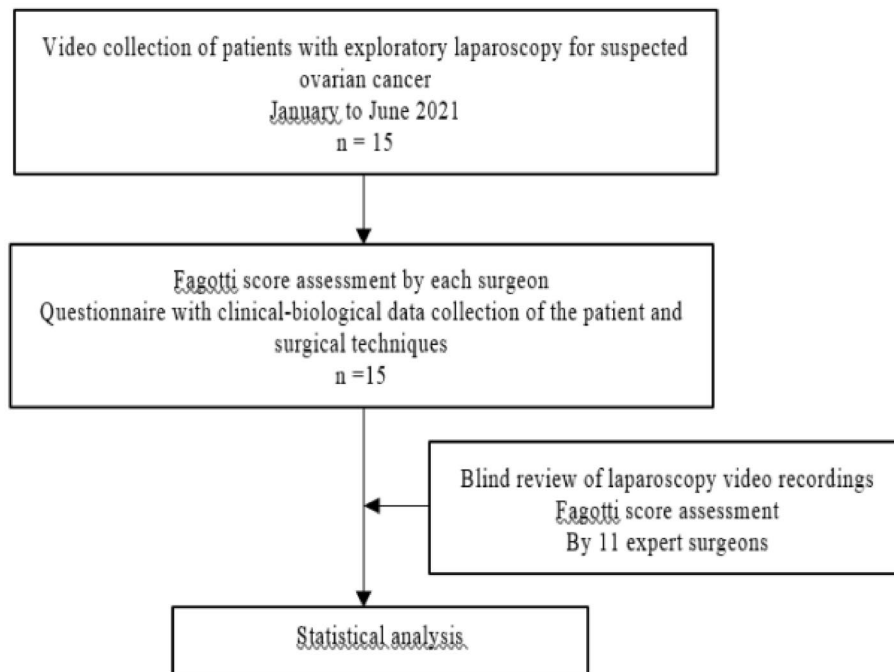 Video collection of patients with exploratory laparoscopy for suspected
ovarian cancer
January to June 2021
n = 15
Fagotti score assessment by each surgeon
Questionnaire with clinical-biological data collection of the patient and
surgical techniques
n =15
Blind review of laparoscopy video recordings
Fagotti score assessment
By 11 expert surgeons
Statistical analysis